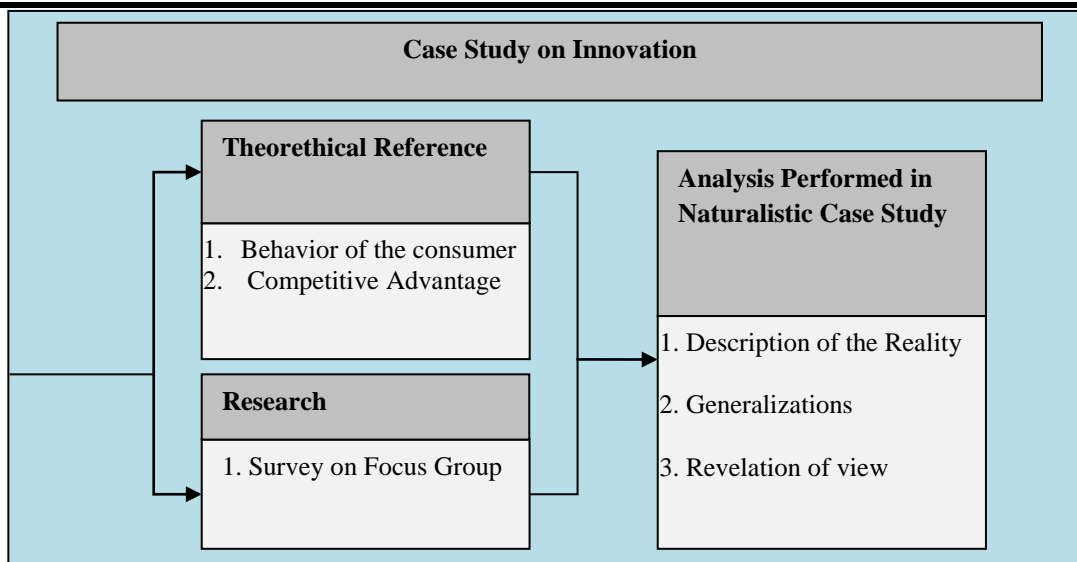 Case Study on Innovation
Theorethical Reference
1. Behavior of the consumer
2. Competitive Advantage
Research
1. Survey on Focus Group
Analysis Performed in
Naturalistic Case Study
1. Description of the Reality
2. Generalizations
3. Revelation of view